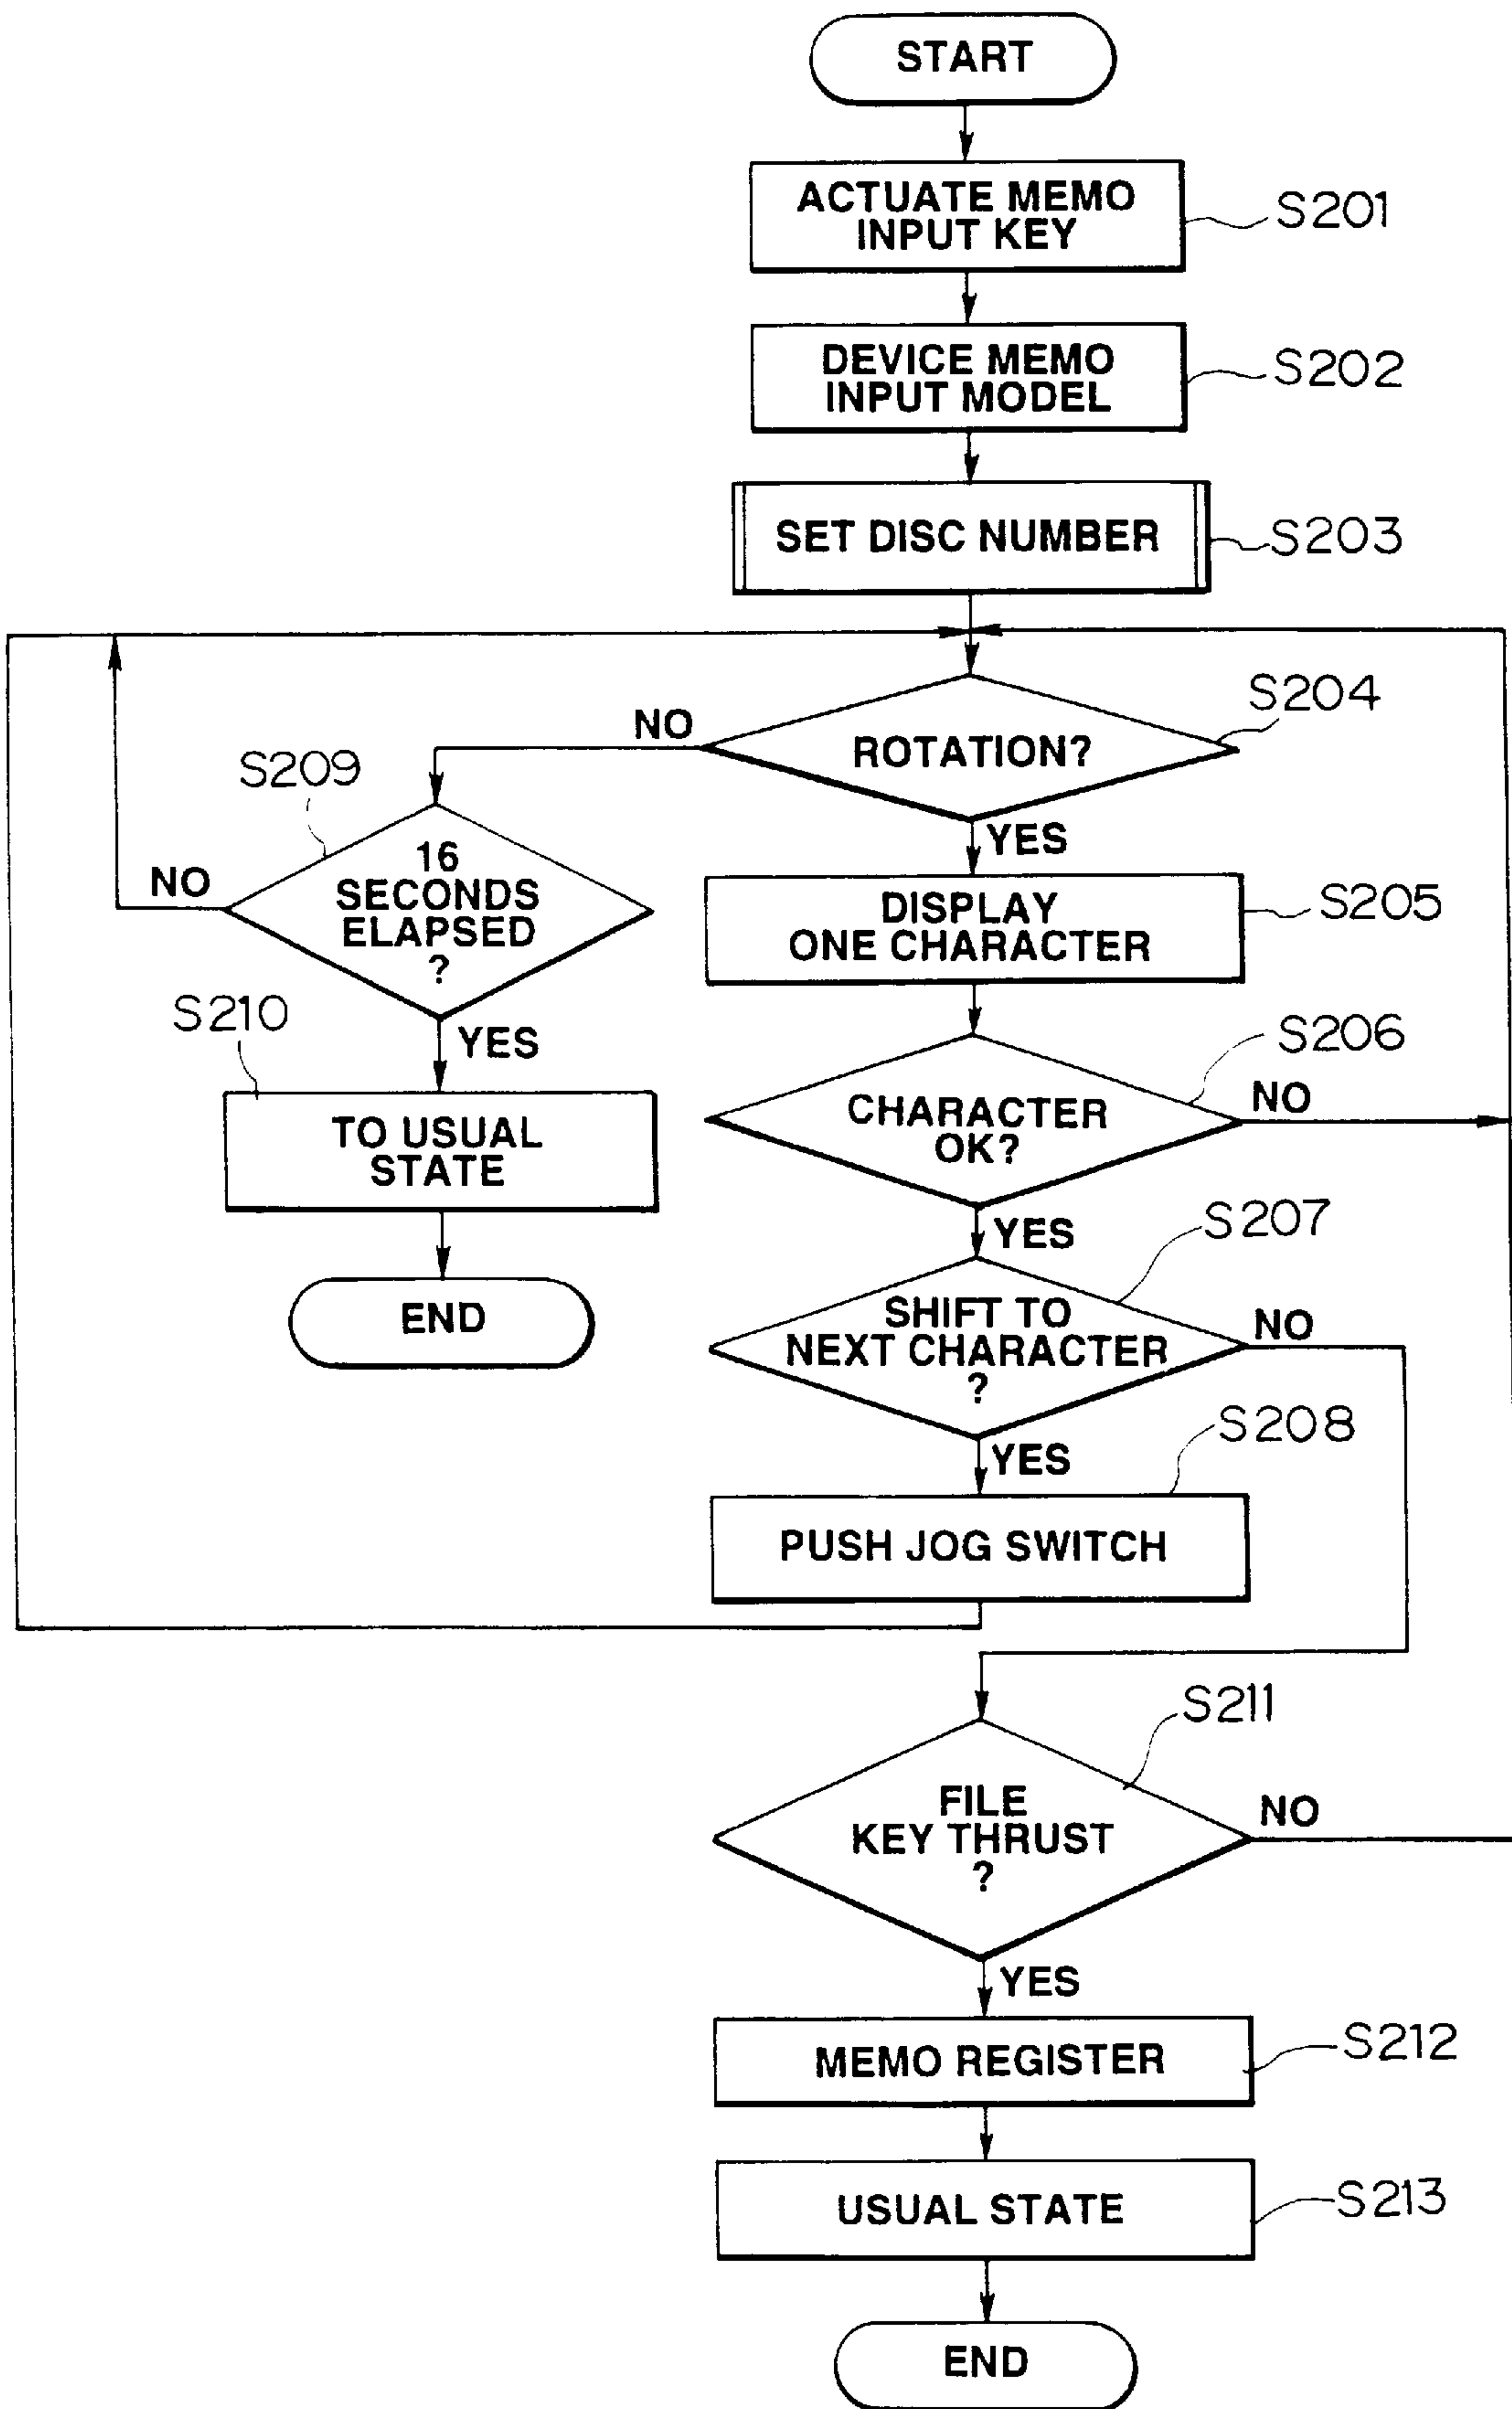 START
ACTUATE MEMO
INPUT KEY
S201
DEVICE MEMO
INPUT MODEL
S202
SET DISC NUMBER
S203
S204
NO
ROTATION?
S209
YES
16
SECONDS
ELAPSED
?
NO
DISPLAY
ONE CHARACTER
S205
S210
YES
S206
CHARACTER
OK?
NO
TO USUAL
STATE
YES
S207
SHIFT TO
NEXT CHARACTER
?
NO
END
YES
S208
PUSH JOG SWITCH
S211
FILE
KEY THRUST
?
NO
YES
MEMO REGISTER
S212
USUAL STATE
S213
END